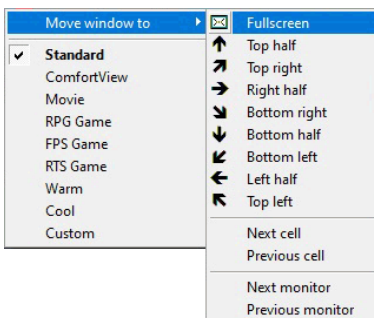 Move window to
Standard
ComfortView
Movie
RPG Game
FPS Game
RTS Game
Warm
Cool
Custom
Fullscreen
Top half
Top right
Right half
Bottom right
Bottom half
Bottom left
Left half
Top left
Next cell
Previous cell
Next monitor
Previous monitor